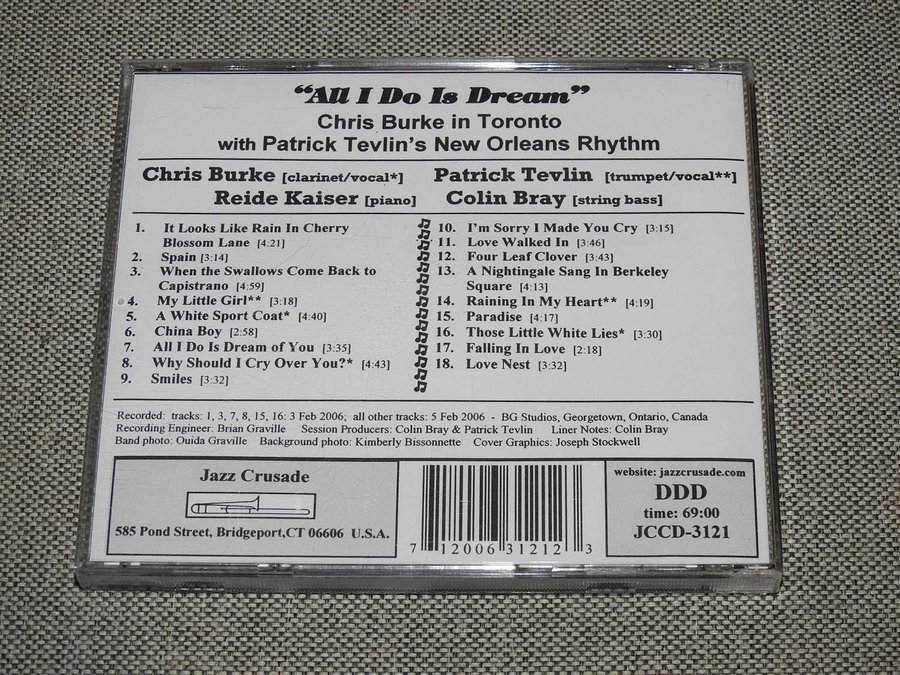 “All I Do Is Dream”
Chris Burke in Toronto
with Patrick Tevlin's New Orleans Rhythm
Chris Burke [clarinet/vocal*] Patrick Tevlin [trumpet/vocal**]
Reide Kaiser [piano] Colin Bray [string bass]
1. It Looks Like Rain In Cherry
Blossom Lane [4:21]
2. Spain [3:14]
3. When the Swallows Come Back to
Capistrano [4:59]
4. My Little Girl** [3:18]
5. A White Sport Coat* [4:40]
6. China Boy [2:58]
7. All I Do Is Dream of You [3:35]
8. Why Should I Cry Over You?* [4:43]
9. Smiles [3:32]
10. I'm Sorry I Made You Cry [3:15]
11. Love Walked In [3:46]
12. Four Leaf Clover [3:43]
13. A Nightingale Sang In Berkeley
Square [4:13]
14. Raining In My Heart** [4:19]
15. Paradise [4:17]
16. Those Little White Lies* [3:30]
17. Falling In Love [2:18]
18. Love Nest [3:32]
Recorded: tracks: 1, 3, 7, 8, 15, 16: 3 Feb 2006; all other tracks: 5 Feb 2006 - BG Studios, Georgetown, Ontario, Canada
Recording Engineer: Brian Graville Session Producers: Colin Bray & Patrick Tevlin Liner Notes: Colin Bray
Band photo: Ouida Graville Background photo: Kimberly Bissonnette Cover Graphics: Joseph Stockwell
Jazz Crusade
585 Pond Street, Bridgeport,CT 06606 U.S.A.
7 12006 31212 3
website: jazzcrusade.com
DDD
time: 69:00
JCCD-3121